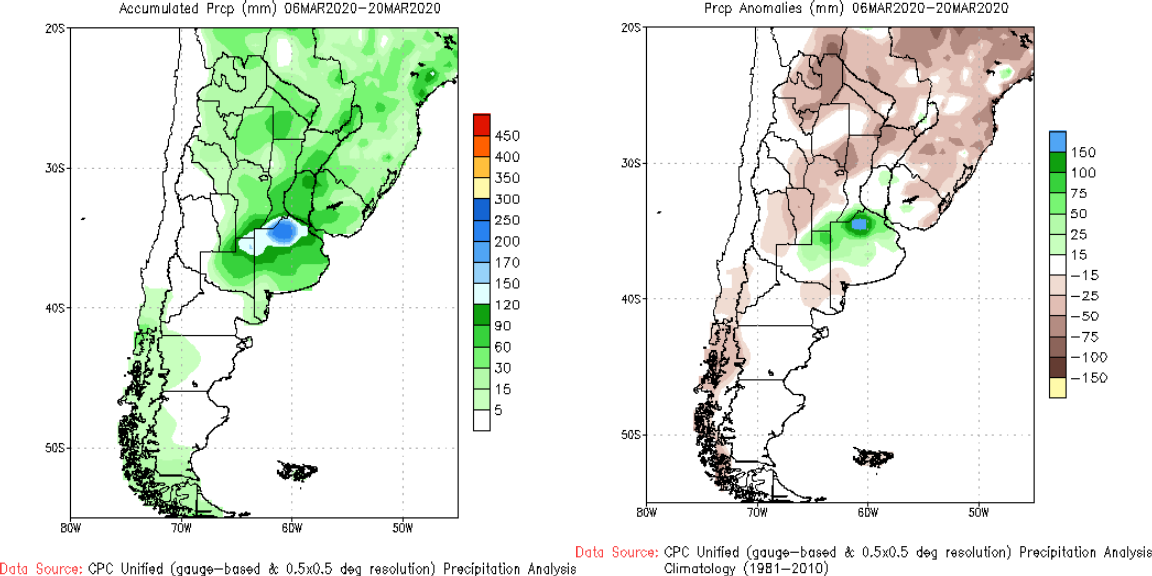 Accumulated Prcp (mm) 06MAR2020-20MAR2020
20S
30S
40S
50S
80W 70W 60W 50W
450
400
350
300
250
200
170
150
120
90
60
30
15
5
Data Source: CPC Unified (gauge-based & 0.5x0.5 deg resolution) Precipitation Analysis
Prcp Anomalies (mm) 06MAR2020-20MAR2020
20S
30S
40S
50S
80W 70W 60W 50W
150
100
75
50
25
15
-15
-25
-50
-75
-100
-150
Data Source: CPC Unified (gauge-based & 0.5x0.5 deg resolution) Precipitation Analysis
Climatology (1981-2010)